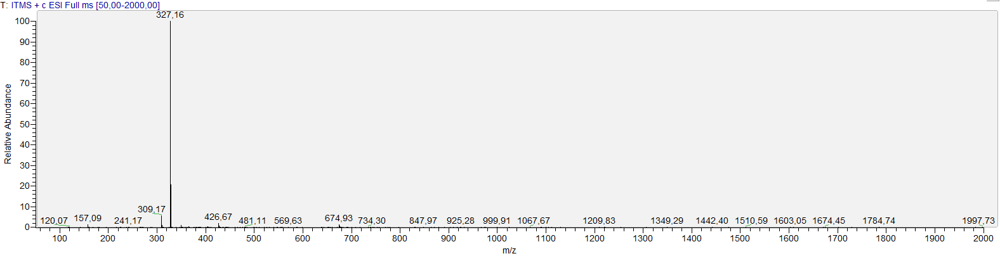 T: ITMS + c ESI Full ms [50,00-2000,00]
327,16
100
90
80
70
60
50
40
30
20
10
0
Relative Abundance
120,07 157,09 241,17 309,17 426,67 481,11 569,63 674,93 734,30 847,97 925,28 999,91 1067,67 1209,83 1349,29 1442,40 1510,59 1603,05 1674,45 1784,74 1997,73
100 200 300 400 500 600 700 800 900 1000 1100 1200 1300 1400 1500 1600 1700 1800 1900 2000
m/z